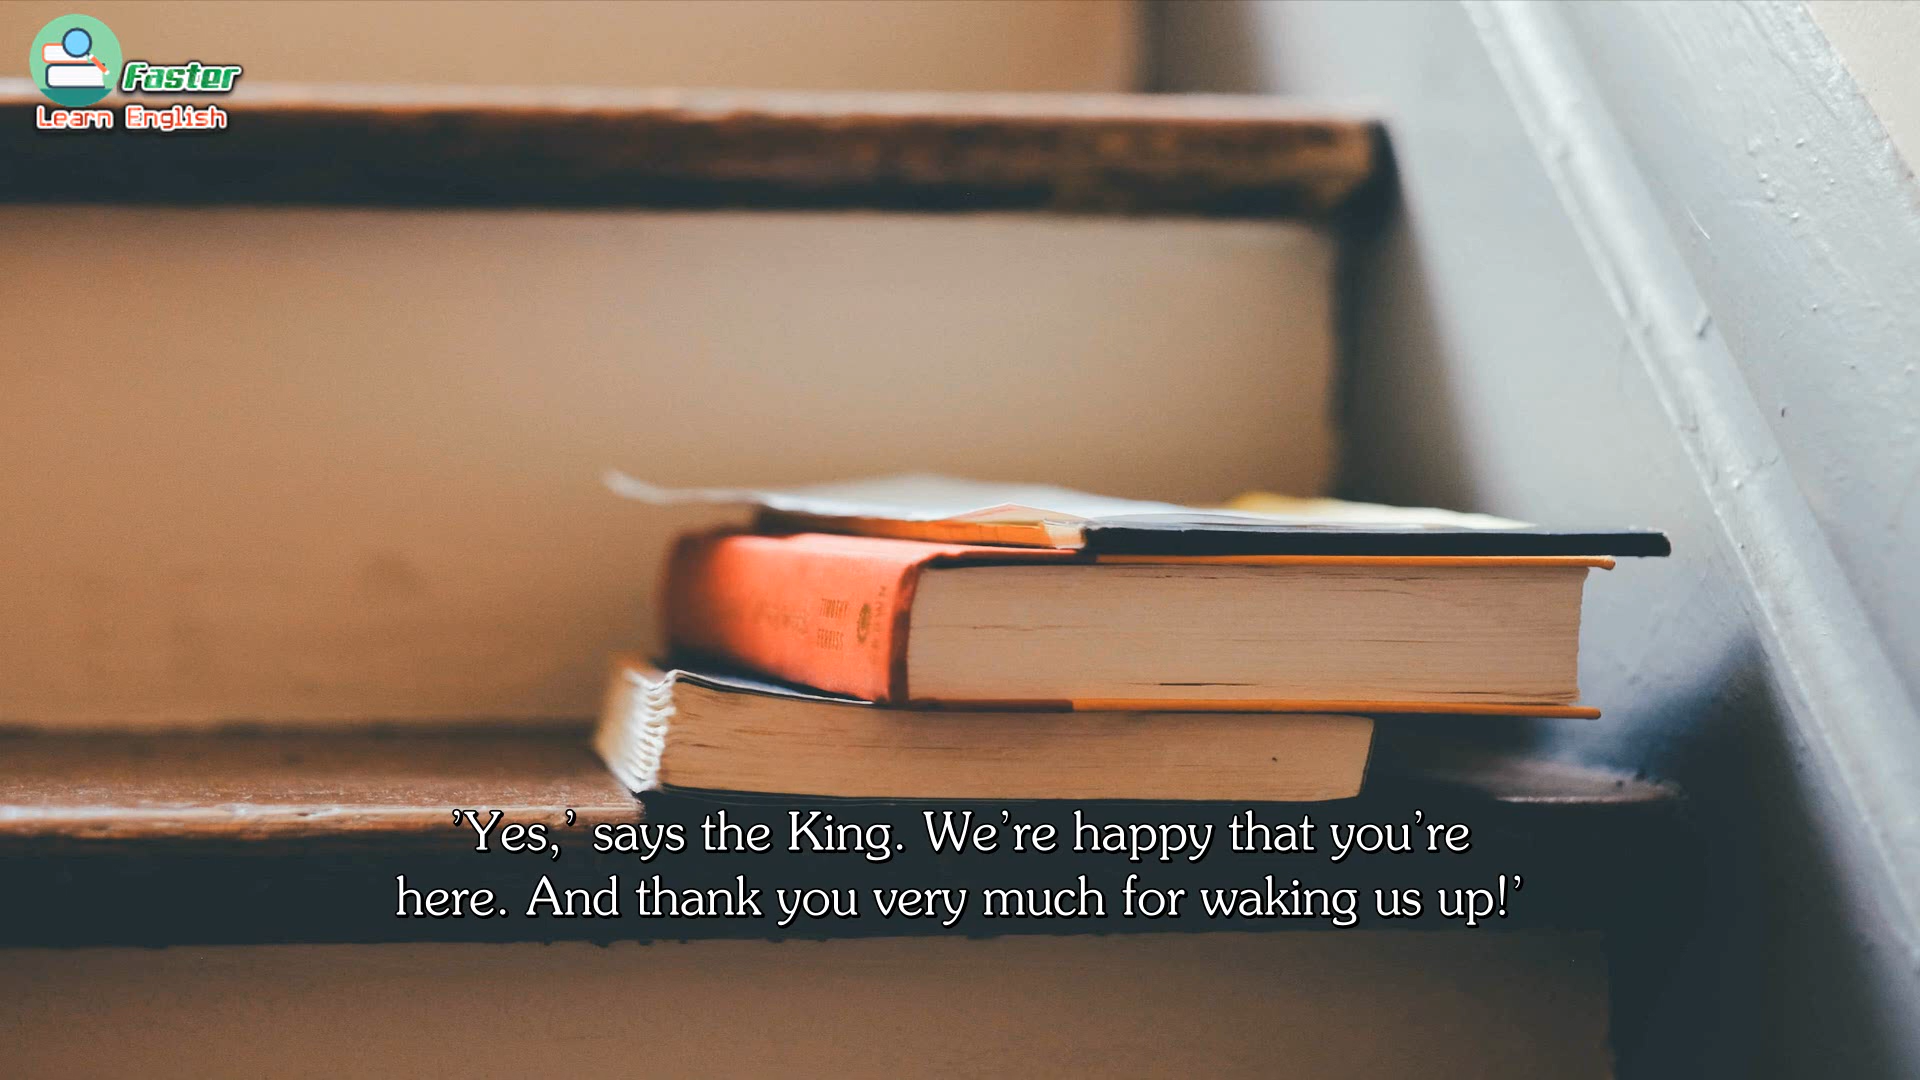 Faster
Learn English
’Yes,’ says the King. We’re happy that you’re
here. And thank you very much for waking us up!’